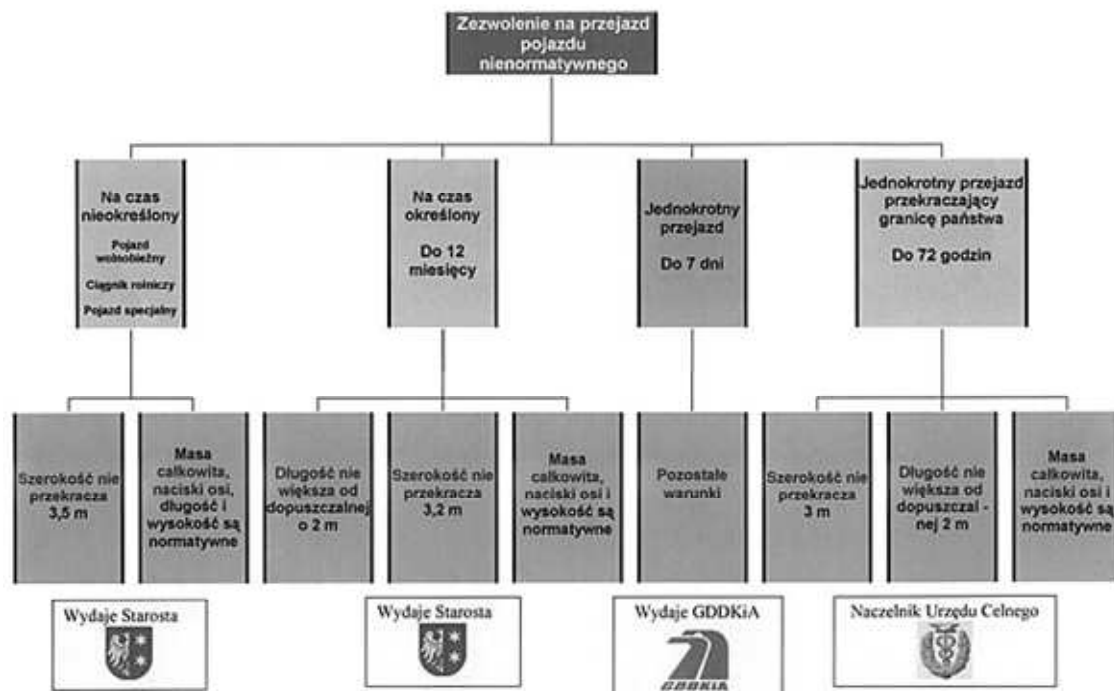 Zezwolenie na przejazd
pojazdu
nienormatywnego
Na czas
nieokreślony
Pojazd
wolnobieżny
Ciągnik rolniczy
Pojazd specjalny
Na czas
określony
Do 12
miesięcy
Jednokrotny
przejazd
Do 7 dni
Jednokrotny przejazd
przekraczający
granicę państwa
Do 72 godzin
Szerokość nie
przekracza
3,5 m
Masa
całkowita,
naciski osi,
długość i
wysokość są
normatywne
Długość nie
większa od
dopuszczalnej
o 2 m
Szerokość nie
przekracza
3,2 m
Masa
całkowita,
naciski osi i
wysokość są
normatywne
Pozostałe
warunki
Szerokość nie
przekracza
3 m
Długość nie
większa od
dopuszczal -
nej 2 m
Masa
całkowita,
naciski osi i
wysokość są
normatywne
Wydaje Starosta
Wydaje Starosta
Wydaje GDDKiA
GDDKiA
Naczelnik Urzędu Celnego